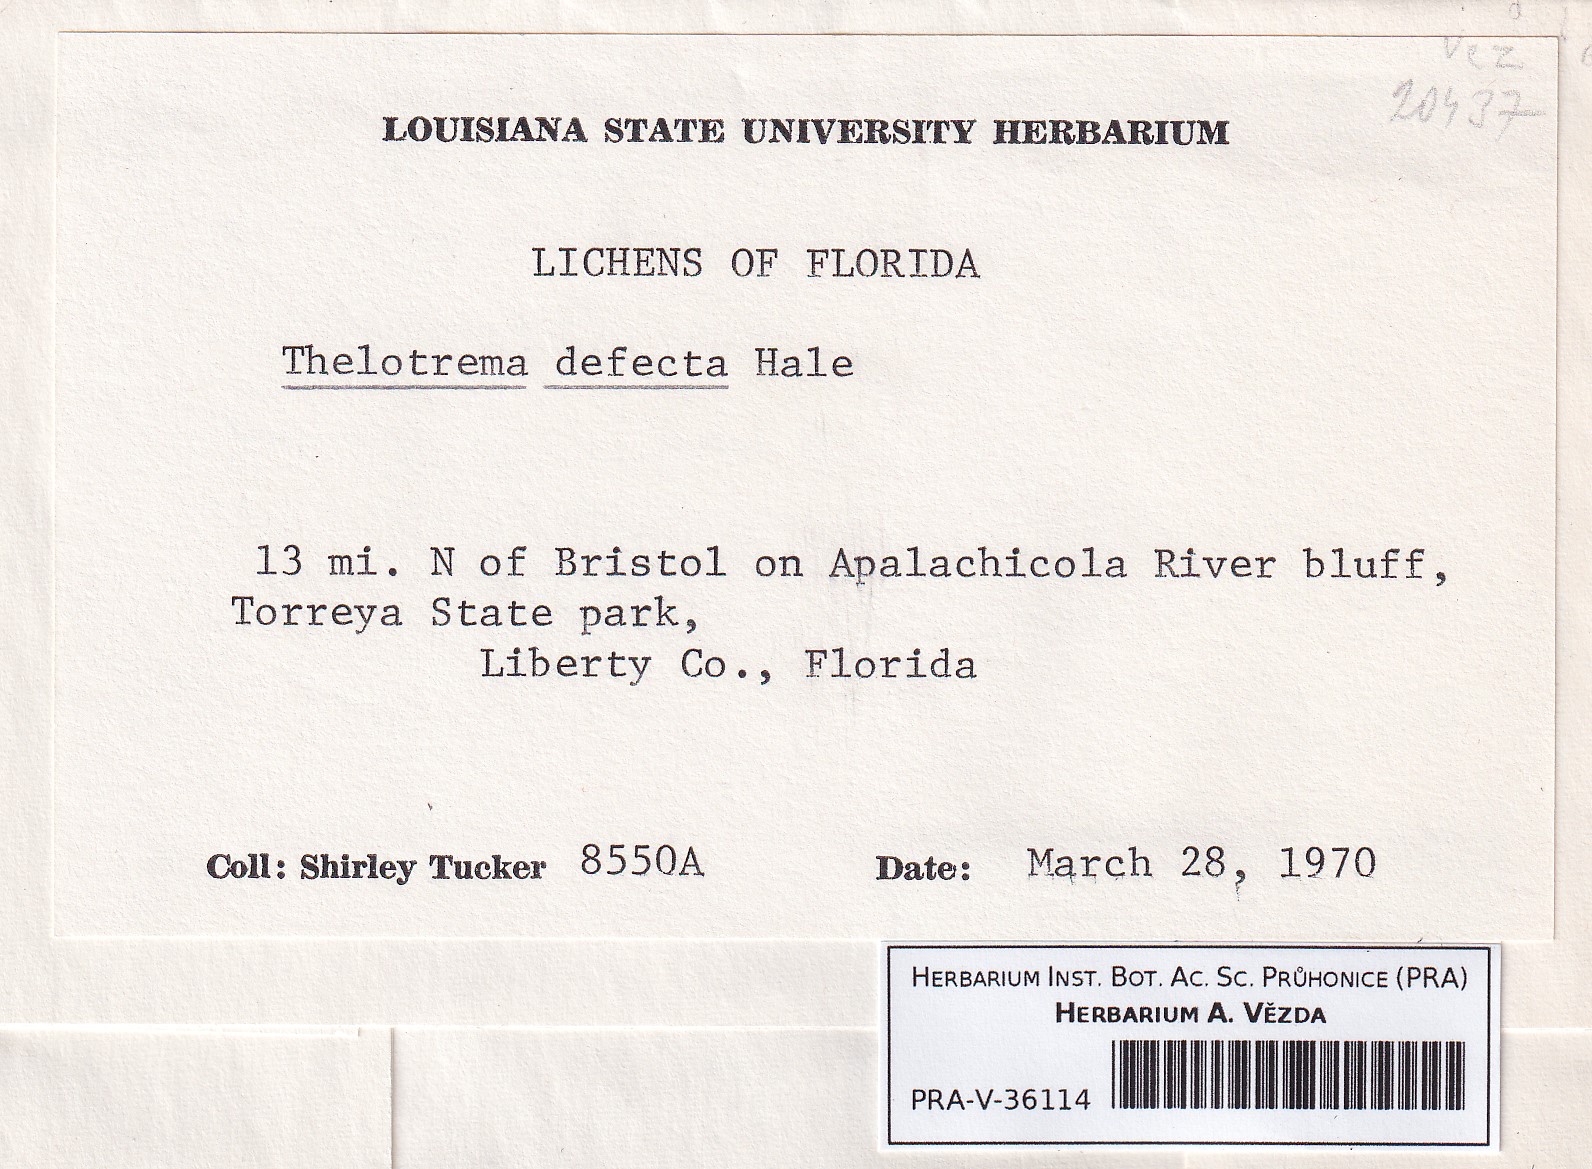 Vez
20437
LOUISIANA STATE UNIVERSITY HERBARIUM
LICHENS OF FLORIDA
Thelotrema defecta Hale
13 mi. N of Bristol on Apalachicola River bluff,
Torreya State park,
Liberty Co., Florida
Coll: Shirley Tucker 8550A Date: March 28, 1970
HERBARIUM INST. BOT. AC. SC. PRŮHONICE (PRA)
HERBARIUM A. VĚZDA
PRA-V-36114